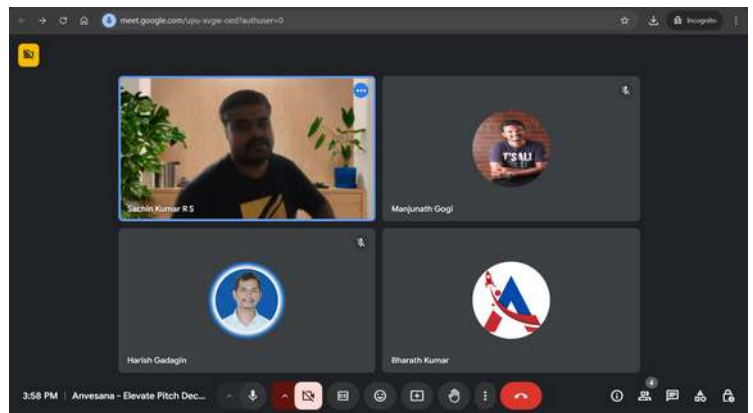 meet.google.com/upu-xvgw-oed?authuser=0
Incognito
Sachin Kumar R S
Manjunath Gogi
Harish Gadagin
Bharath Kumar
4
3:58 PM | Anvesana - Elevate Pitch Dec...